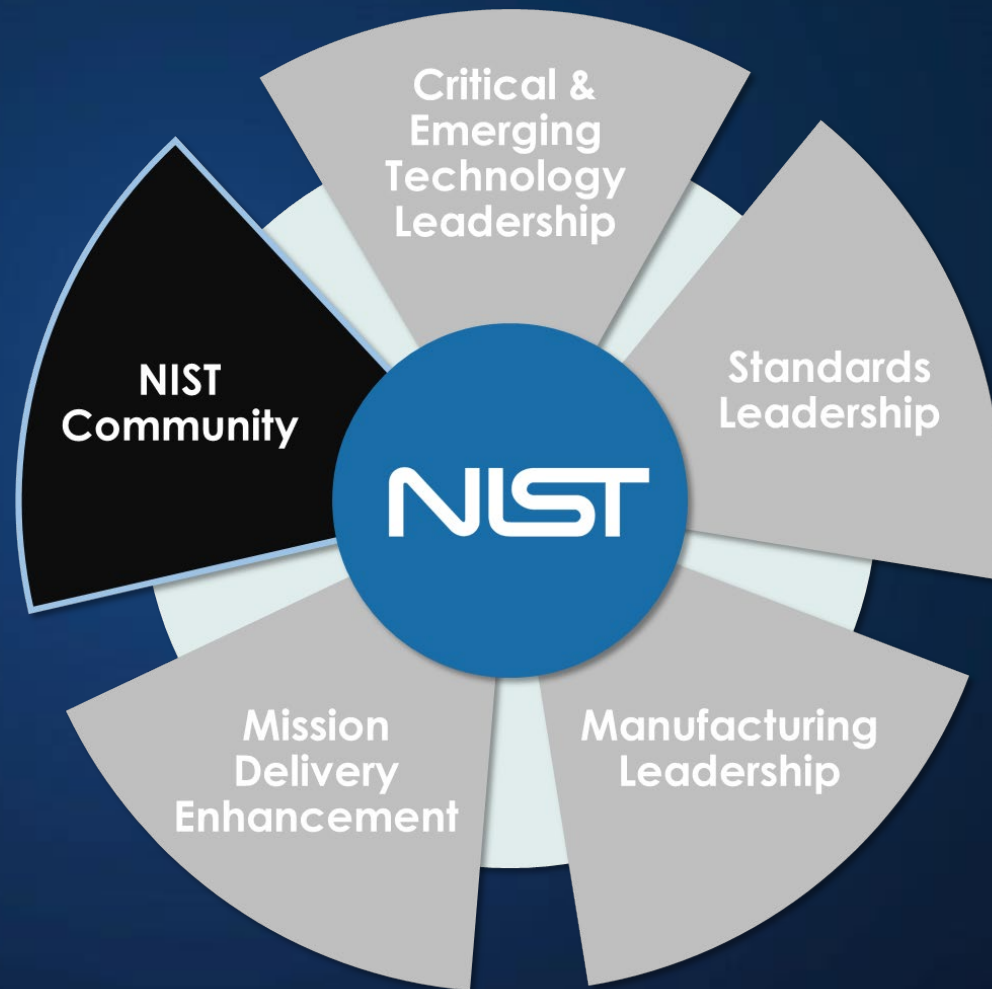 Critical &
Emerging
Technology
Leadership
Standards
Leadership
Manufacturing
Leadership
Mission
Delivery
Enhancement
NIST
Community
NIST